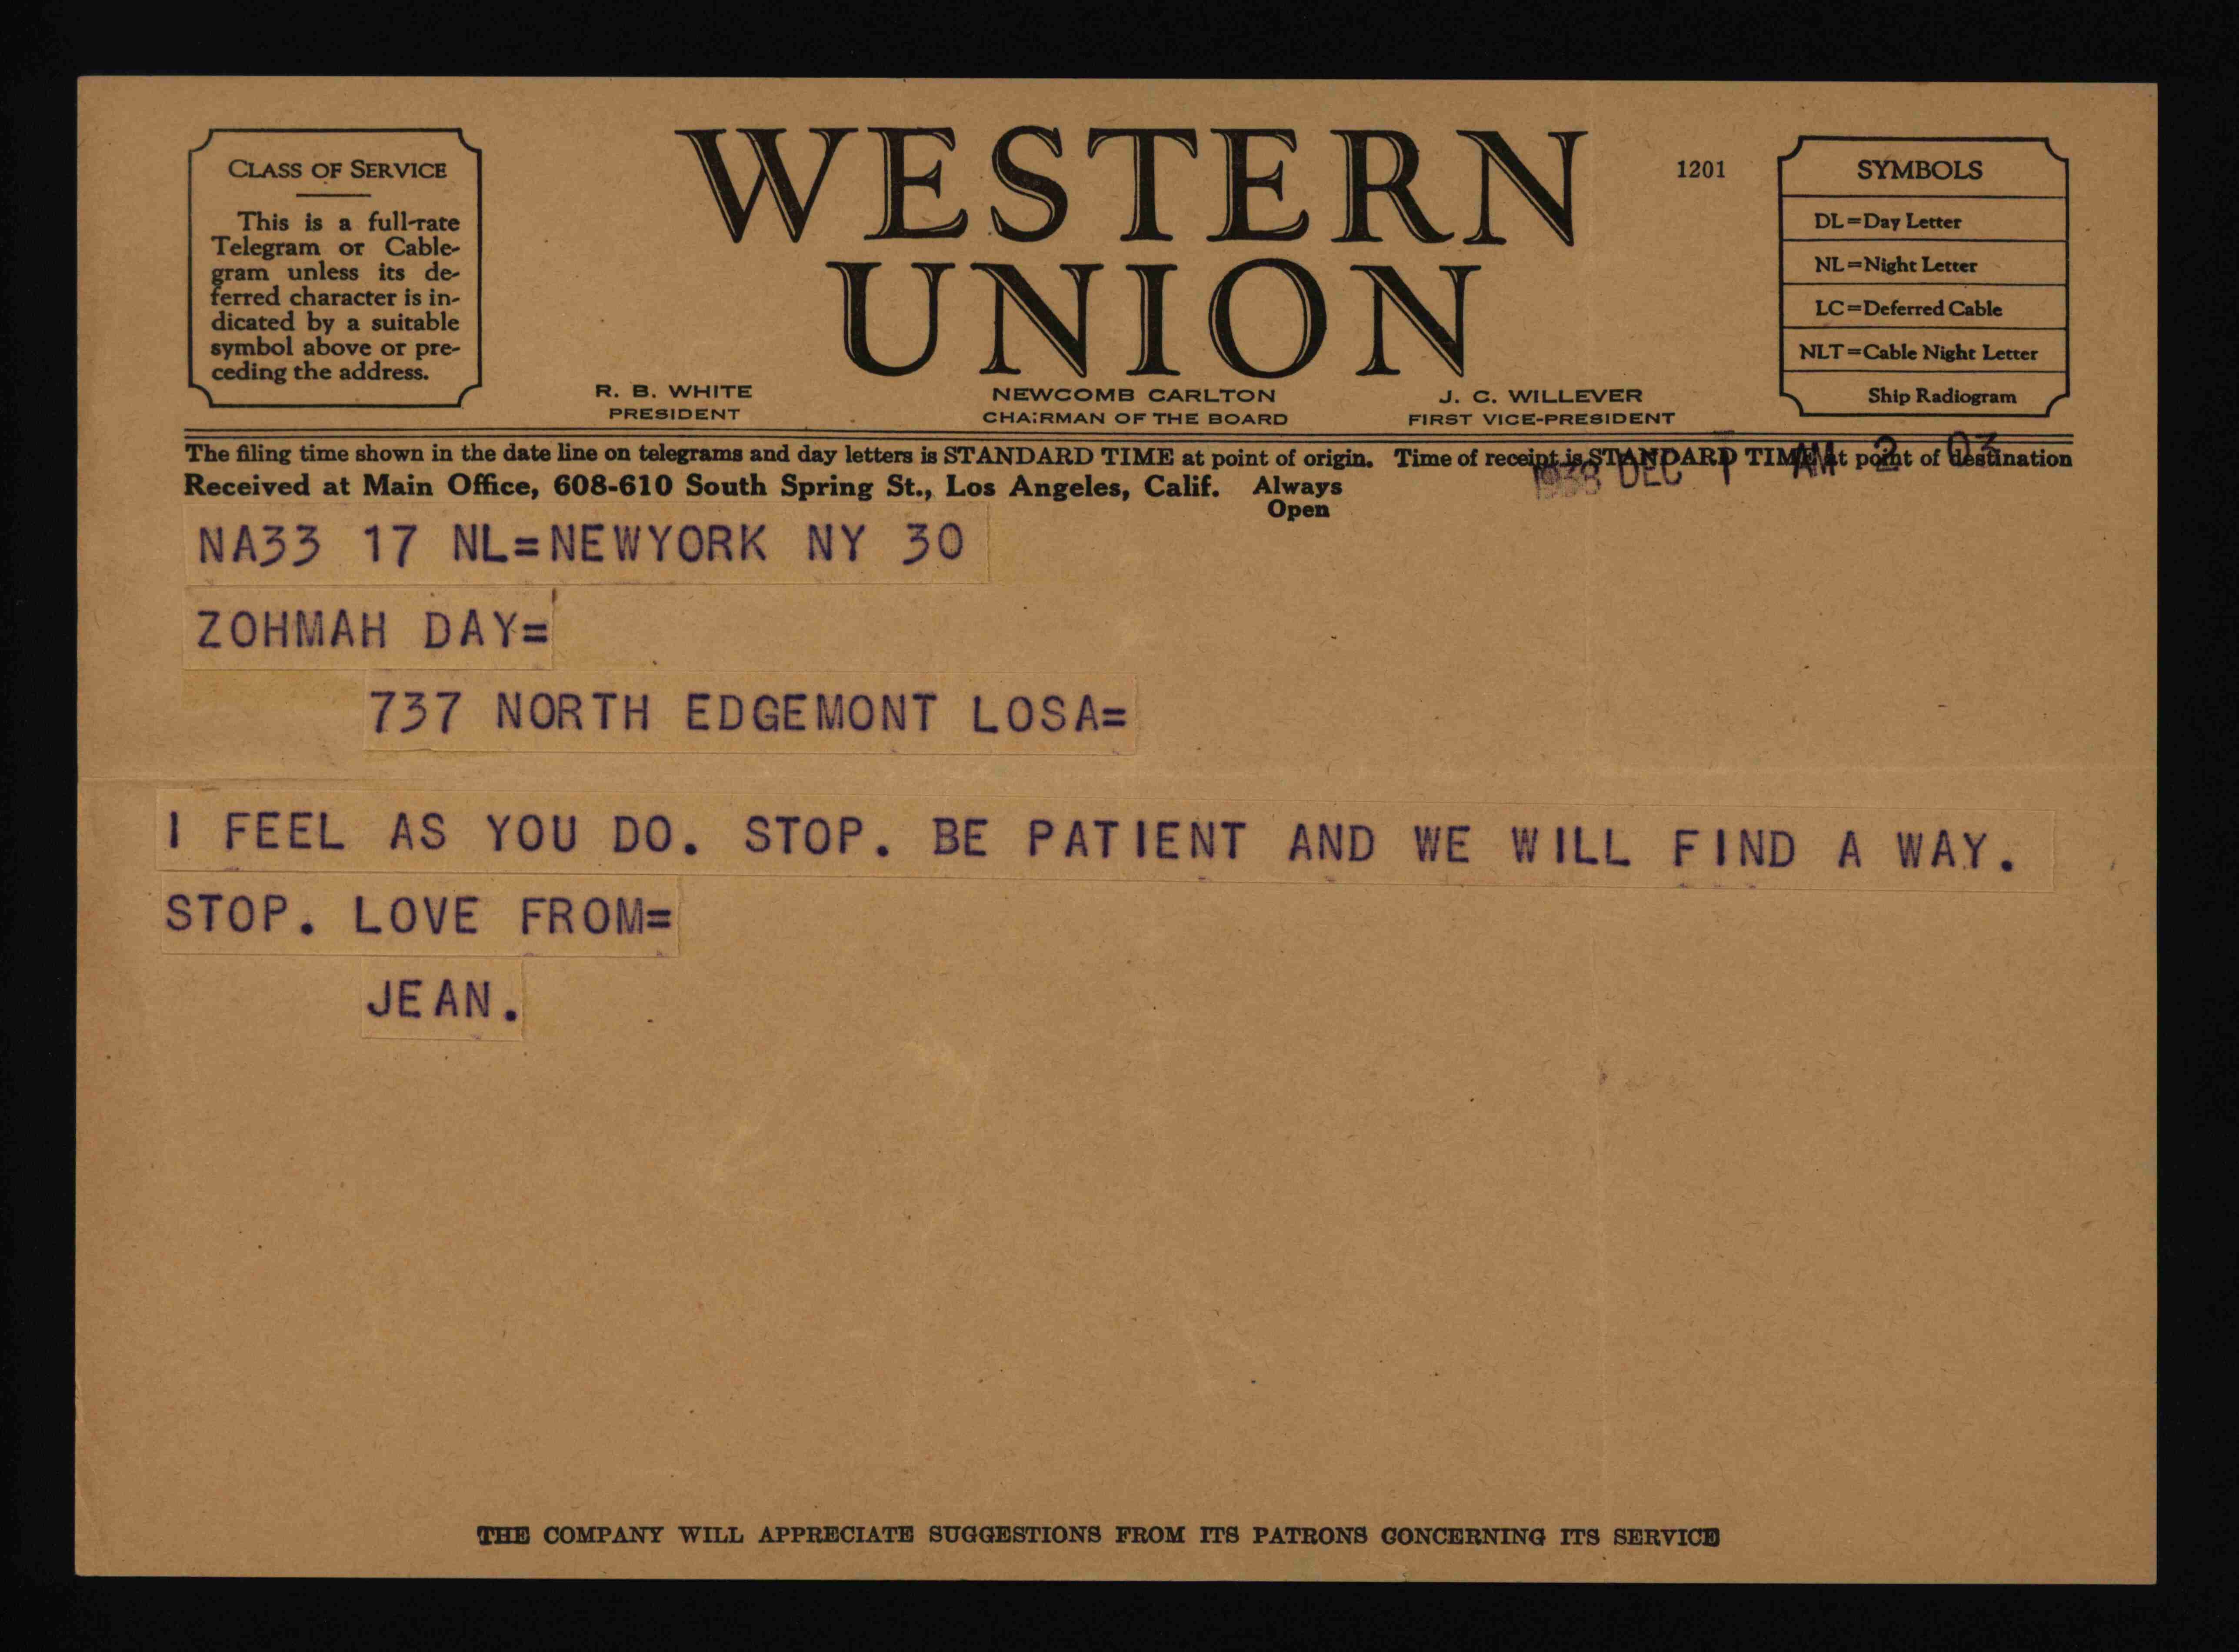 CLASS OF SERVICE
This is a full-rate
Telegram or Cable-
gram unless its de-
ferred character is in-
dicated by a suitable
symbol above or pre-
ceding the address.
WESTERN
UNION
1201
SYMBOLS
DL=Day Letter
NL=Night Letter
LC=Deferred Cable
NLT=Cable Night Letter
Ship Radiogram
R. B. WHITE
PRESIDENT
NEWCOMB CARLTON
CHAIRMAN OF THE BOARD
J. C. WILLEVER
FIRST VICE-PRESIDENT
The filing time shown in the date line on telegrams and day letters is STANDARD TIME at point of origin. Time of receipt is STANDARD TIME at point of destination
1938 DEC 1 AM 2 03
Received at Main Office, 608-610 South Spring St., Los Angeles, Calif. Always
Open
NA33 17 NL=NEWYORK NY 30
ZOHMAH DAY=
737 NORTH EDGEMONT LOSA=
I FEEL AS YOU DO. STOP. BE PATIENT AND WE WILL FIND A WAY.
STOP. LOVE FROM=
JEAN.
THE COMPANY WILL APPRECIATE SUGGESTIONS FROM ITS PATRONS CONCERNING ITS SERVICE